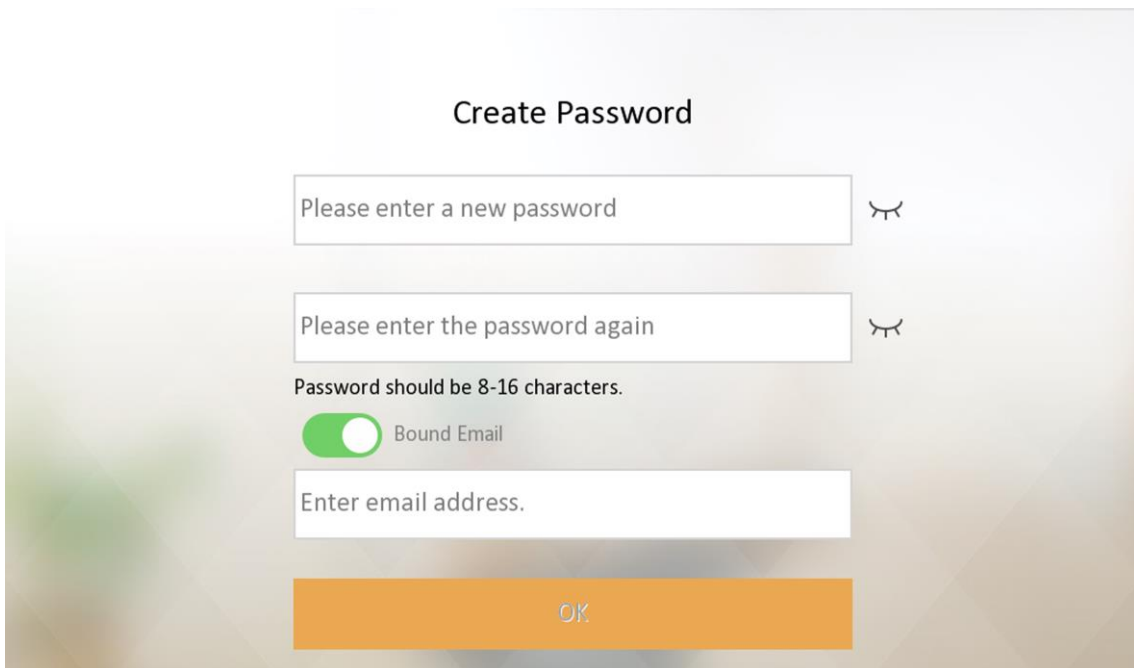 Create Password
Please enter a new password
Please enter the password again
Password should be 8-16 characters.
Bound Email
Enter email address.
OK